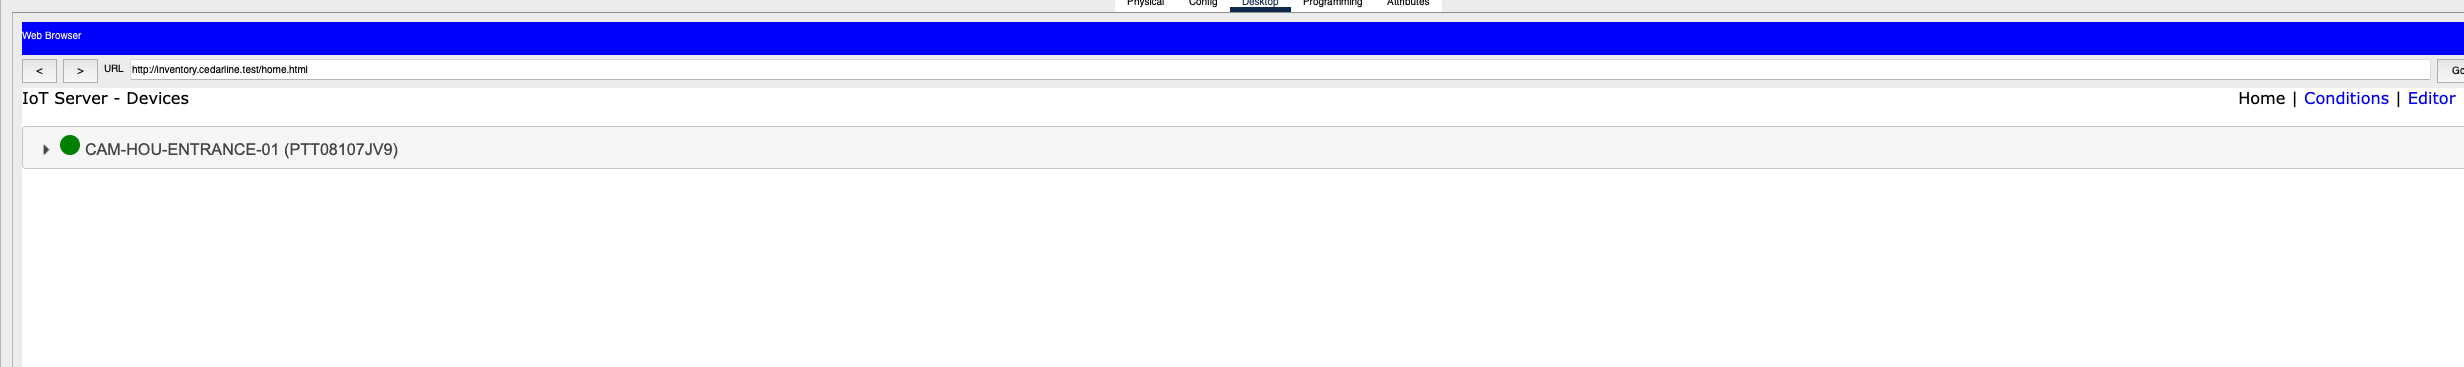 Physical Config Desktop Programming Attributes
Web Browser
< > URL http://inventory.cedarline.test/home.html Go
IoT Server - Devices Home | Conditions | Editor
CAM-HOU-ENTRANCE-01 (PTT08107JV9)